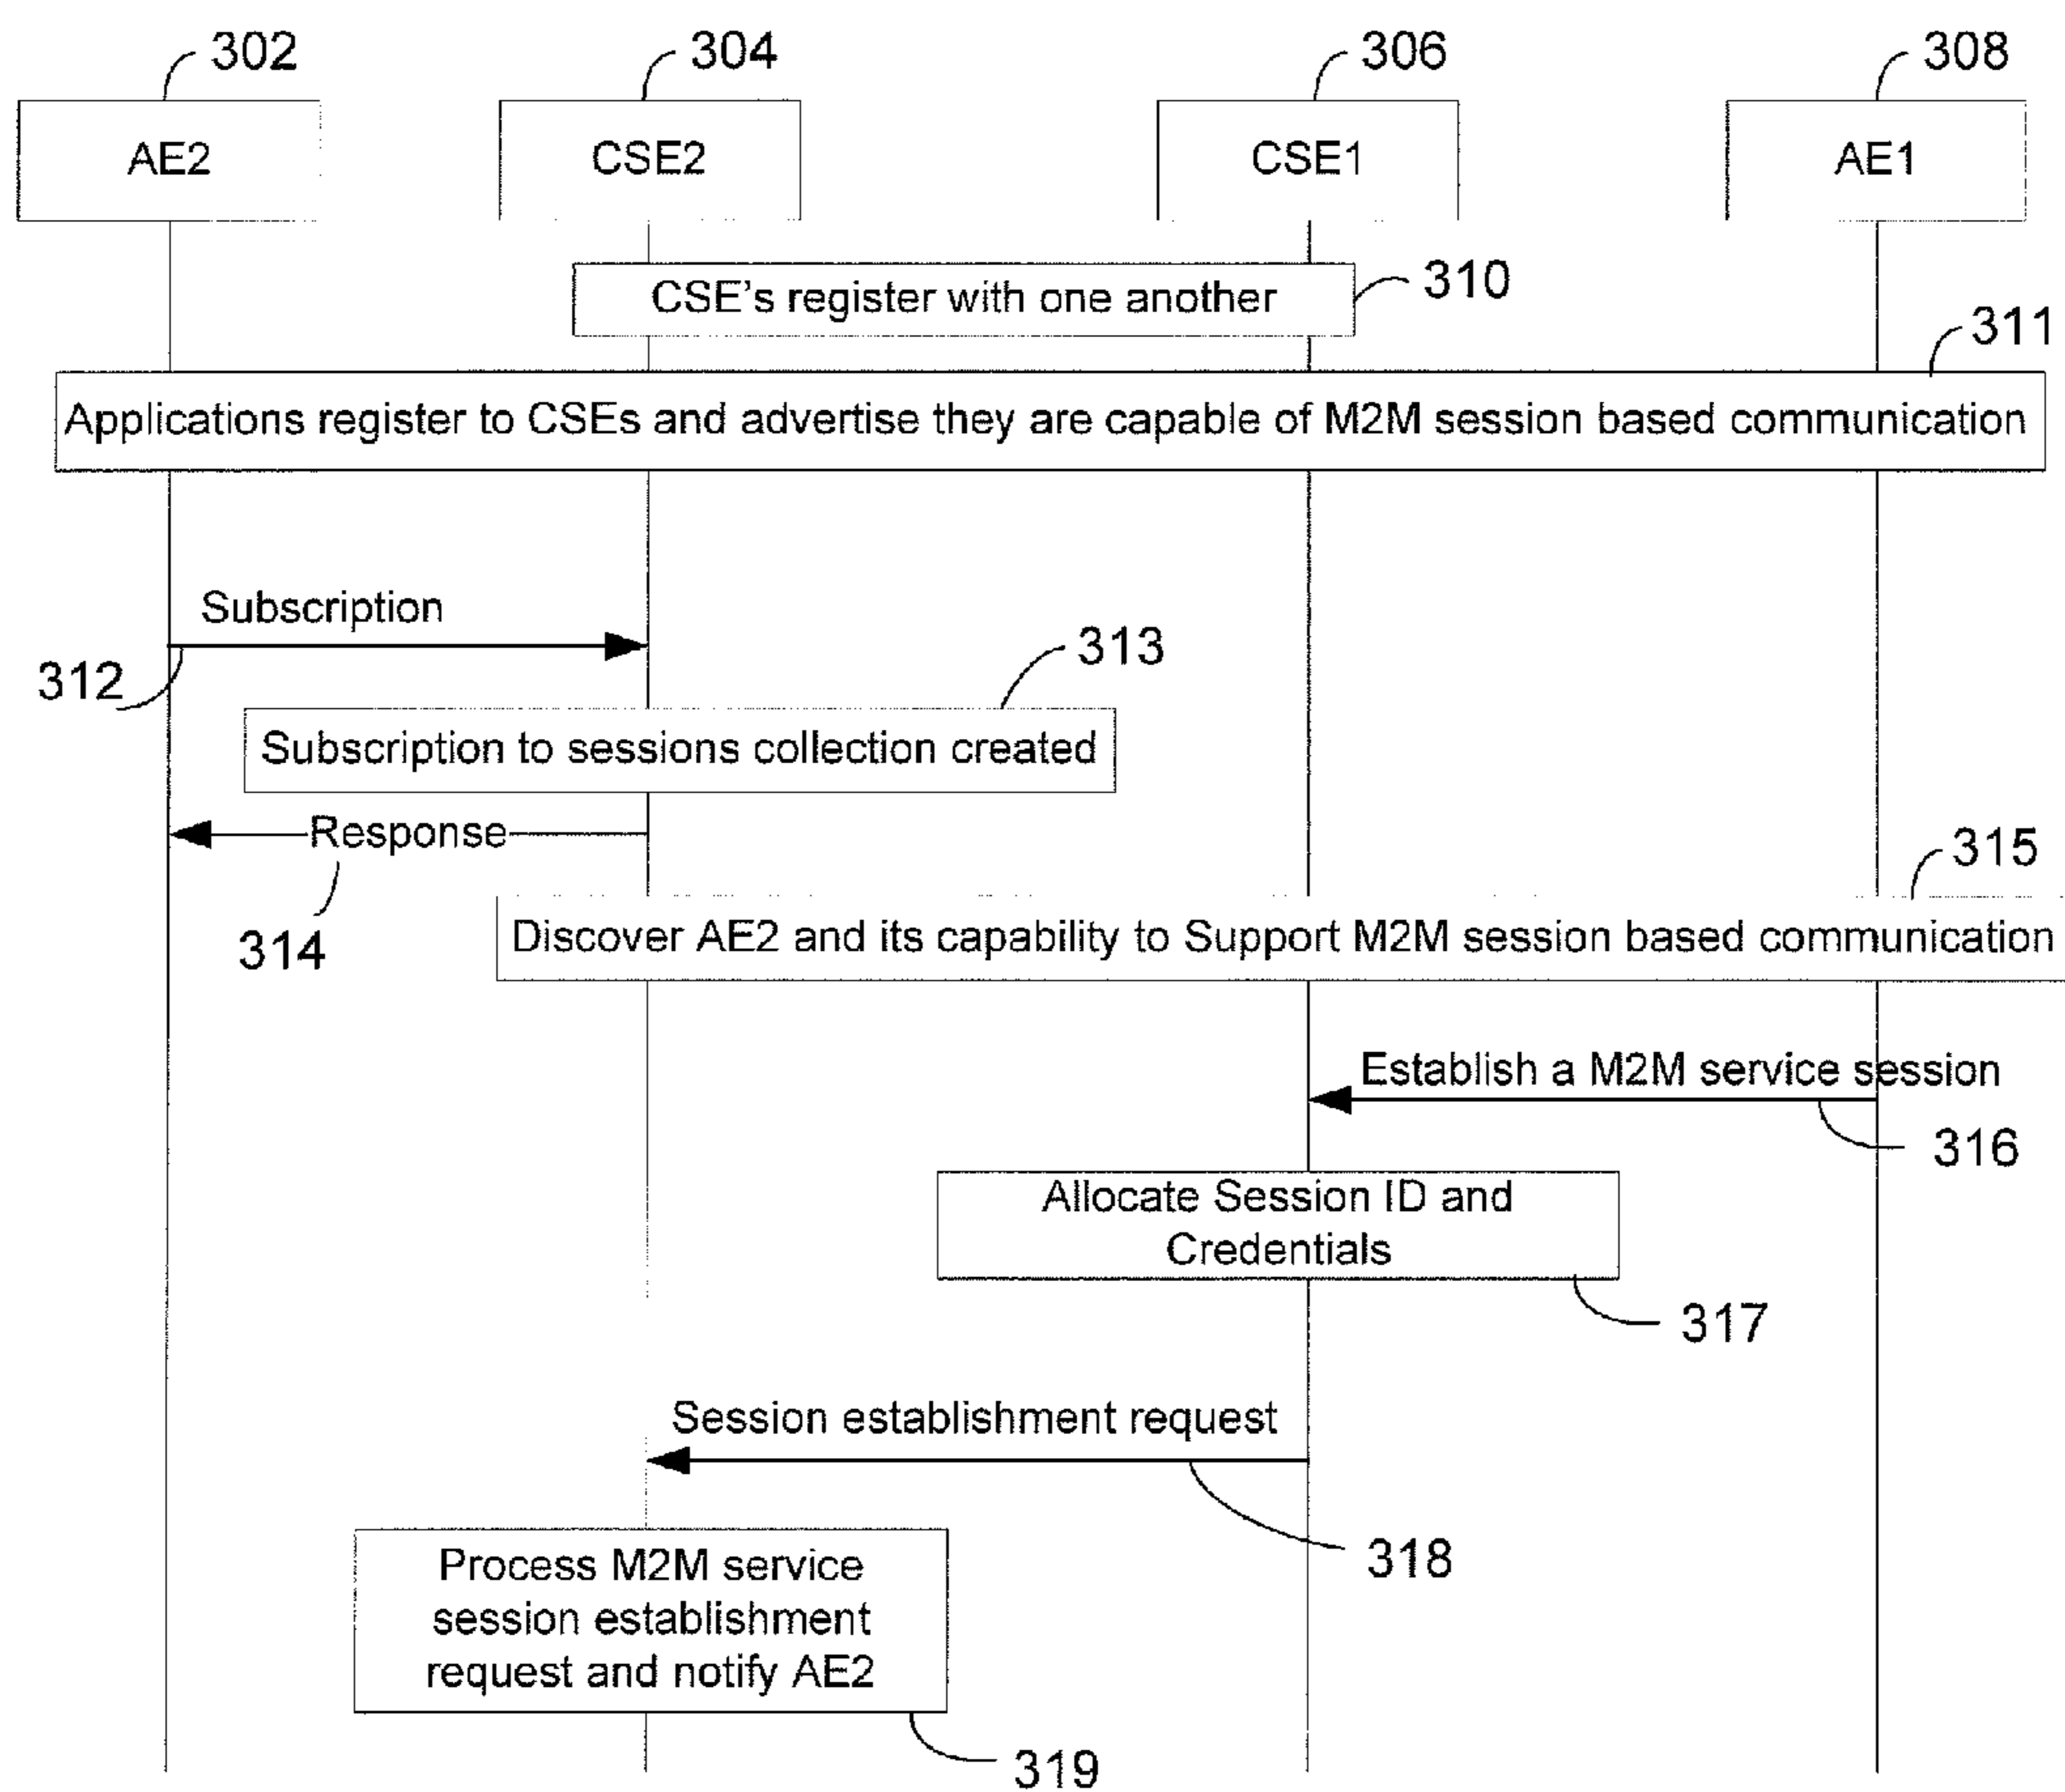 302
304
306
308
AE2
CSE2
CSE1
AE1
CSE's register with one another
310
311
Applications register to CSEs and advertise they are capable of M2M session based communication
Subscription
312
313
Subscription to sessions collection created
Response
314
315
Discover AE2 and its capability to Support M2M session based communication
Establish a M2M service session
316
Allocate Session ID and
Credentials
317
Session establishment request
318
Process M2M service
session establishment
request and notify AE2
319